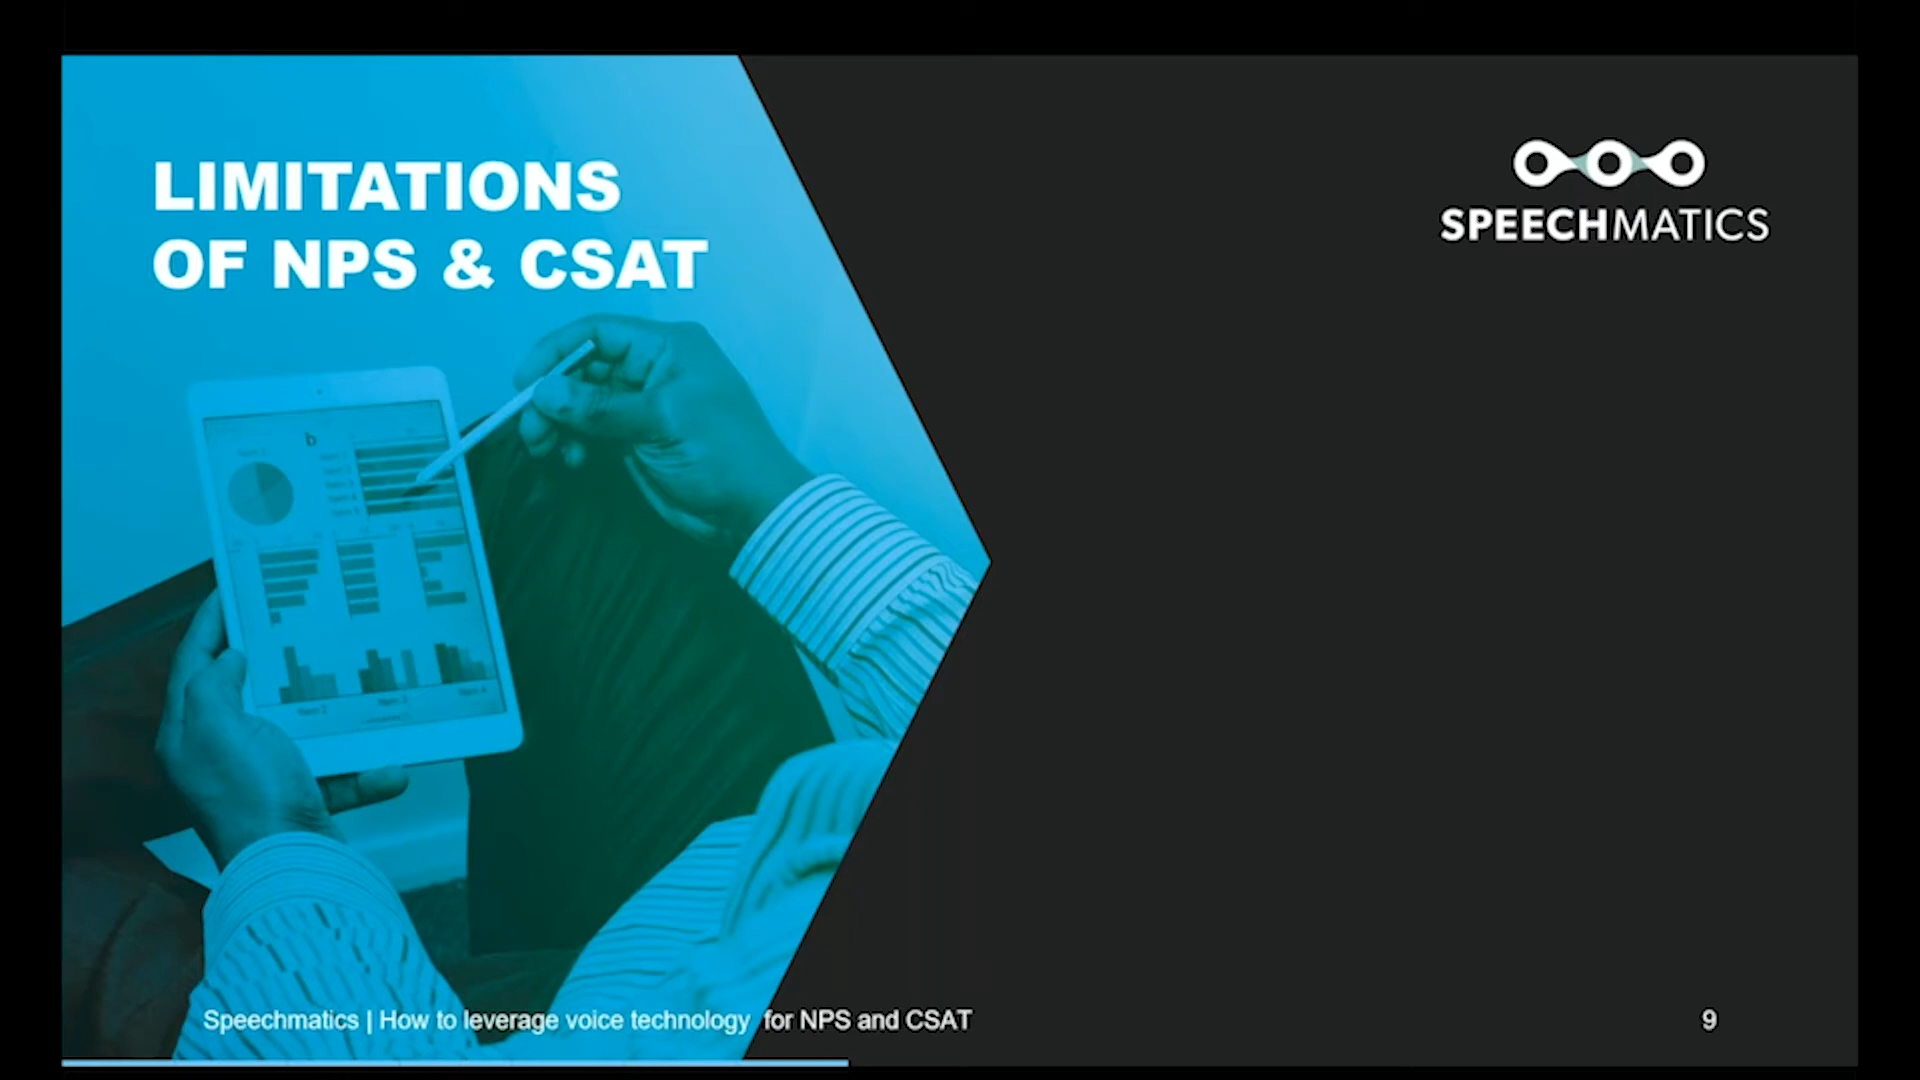 LIMITATIONS
OF NPS & CSAT
SPEECHMATICS
b
Speechmatics | How to leverage voice technology for NPS and CSAT
9